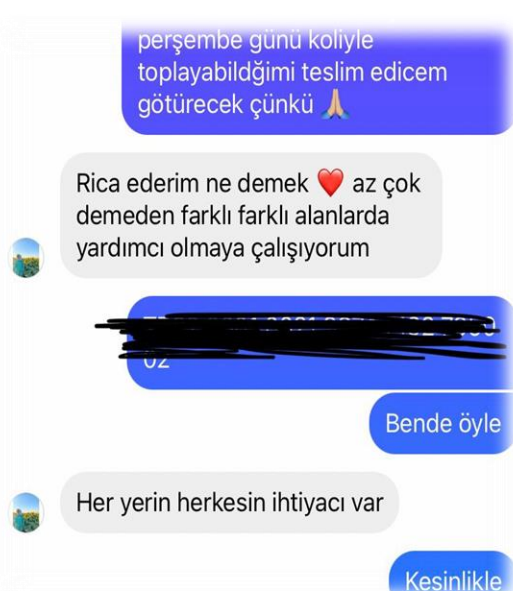 perşembe günü koliyle
toplayabildğimi teslim edicem
götürecek çünkü 🙏🏼
Rica ederim ne demek ❤️ az çok
demeden farklı farklı alanlarda
yardımcı olmaya çalışıyorum
02
Bende öyle
Her yerin herkesin ihtiyacı var
Kesinlikle